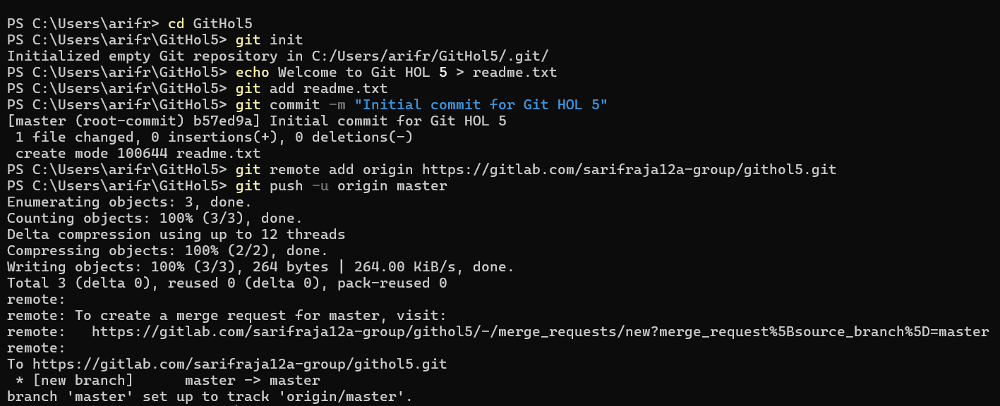 PS C:\Users\arifr> cd GitHol5
PS C:\Users\arifr\GitHol5> git init
Initialized empty Git repository in C:/Users/arifr/GitHol5/.git/
PS C:\Users\arifr\GitHol5> echo Welcome to Git HOL 5 > readme.txt
PS C:\Users\arifr\GitHol5> git add readme.txt
PS C:\Users\arifr\GitHol5> git commit -m "Initial commit for Git HOL 5"
[master (root-commit) b57ed9a] Initial commit for Git HOL 5
 1 file changed, 0 insertions(+), 0 deletions(-)
 create mode 100644 readme.txt
PS C:\Users\arifr\GitHol5> git remote add origin https://gitlab.com/sarifraja12a-group/githol5.git
PS C:\Users\arifr\GitHol5> git push -u origin master
Enumerating objects: 3, done.
Counting objects: 100% (3/3), done.
Delta compression using up to 12 threads
Compressing objects: 100% (2/2), done.
Writing objects: 100% (3/3), 264 bytes | 264.00 KiB/s, done.
Total 3 (delta 0), reused 0 (delta 0), pack-reused 0
remote:
remote: To create a merge request for master, visit:
remote:   https://gitlab.com/sarifraja12a-group/githol5/-/merge_requests/new?merge_request%5Bsource_branch%5D=master
remote:
To https://gitlab.com/sarifraja12a-group/githol5.git
 * [new branch]      master -> master
branch 'master' set up to track 'origin/master'.